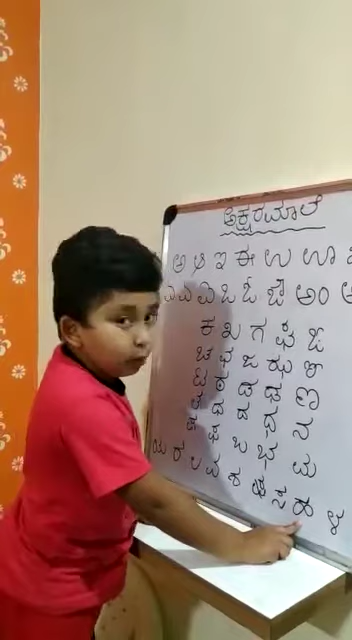 ಅಕ್ಷರಮಾಲೆ
ಅ ಆ ಇ ಈ ಉ ಊ
ಎ ಏ ಐ ಒ ಓ ಔ ಅಂ
ಕ ಖ ಗ ಘ ಙ
ಚ ಛ ಜ ಝ ಞ
ಟ ಠ ಡ ಢ ಣ
ತ ಥ ದ ಧ ನ
ಪ ಫ ಬ ಭ ಮ
ಯ ರ ಲ ವ ಶ ಷ ಸ ಹ ಳ